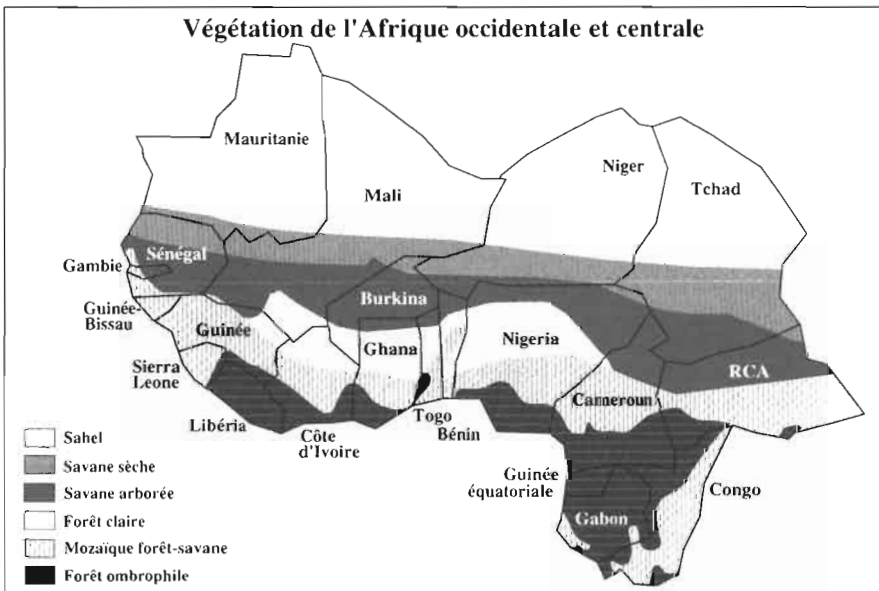 Végétation de l'Afrique occidentale et centrale
Mauritanie
Mali
Niger
Tchad
Sénégal
Gambie
Guinée-
Bissau
Guinée
Burkina
Ghana
Nigeria
Sierra
Leone
RCA
Cameroun
Libéria
Côte
d'Ivoire
Togo
Bénin
Guinée
équatoriale
Congo
Gabon
Sahel
Savane sèche
Savane arborée
Forêt claire
Mozaïque forêt-savane
Forêt ombrophile